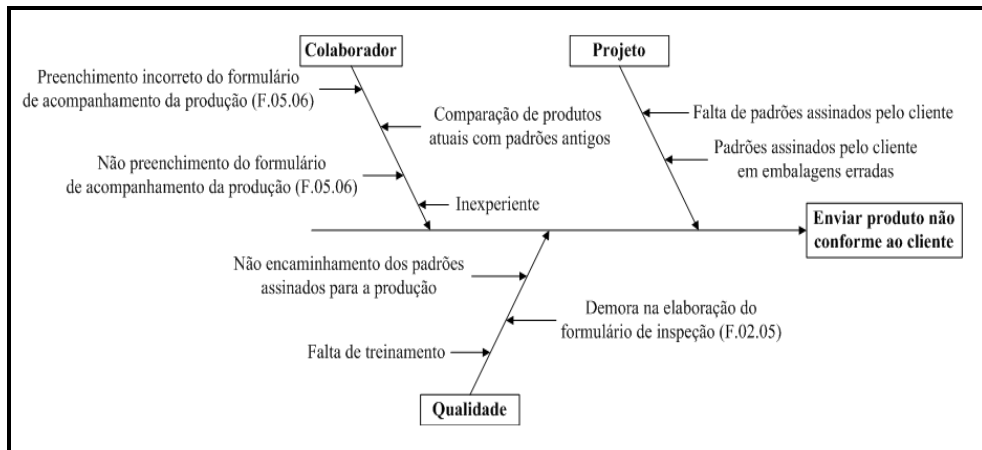 Colaborador
Projeto
Preenchimento incorreto do formulário
de acompanhamento da produção (F.05.06)
Comparação de produtos
atuais com padrões antigos
Não preenchimento do formulário
de acompanhamento da produção (F.05.06)
Inexperiente
Falta de padrões assinados pelo cliente
Padrões assinados pelo cliente
em embalagens erradas
Enviar produto não
conforme ao cliente
Não encaminhamento dos padrões
assinados para a produção
Demora na elaboração do
formulário de inspeção (F.02.05)
Falta de treinamento
Qualidade